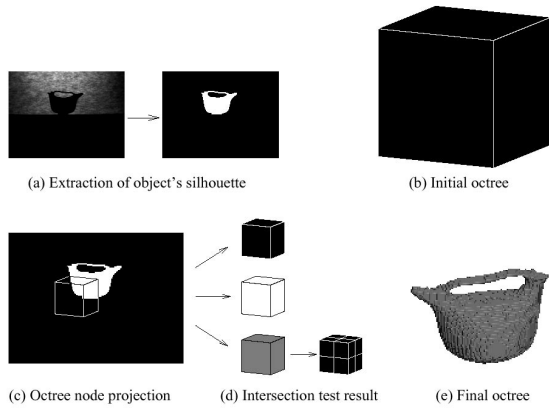 (a) Extraction of object's silhouette
(b) Initial octree
(c) Octree node projection
(d) Intersection test result
(e) Final octree